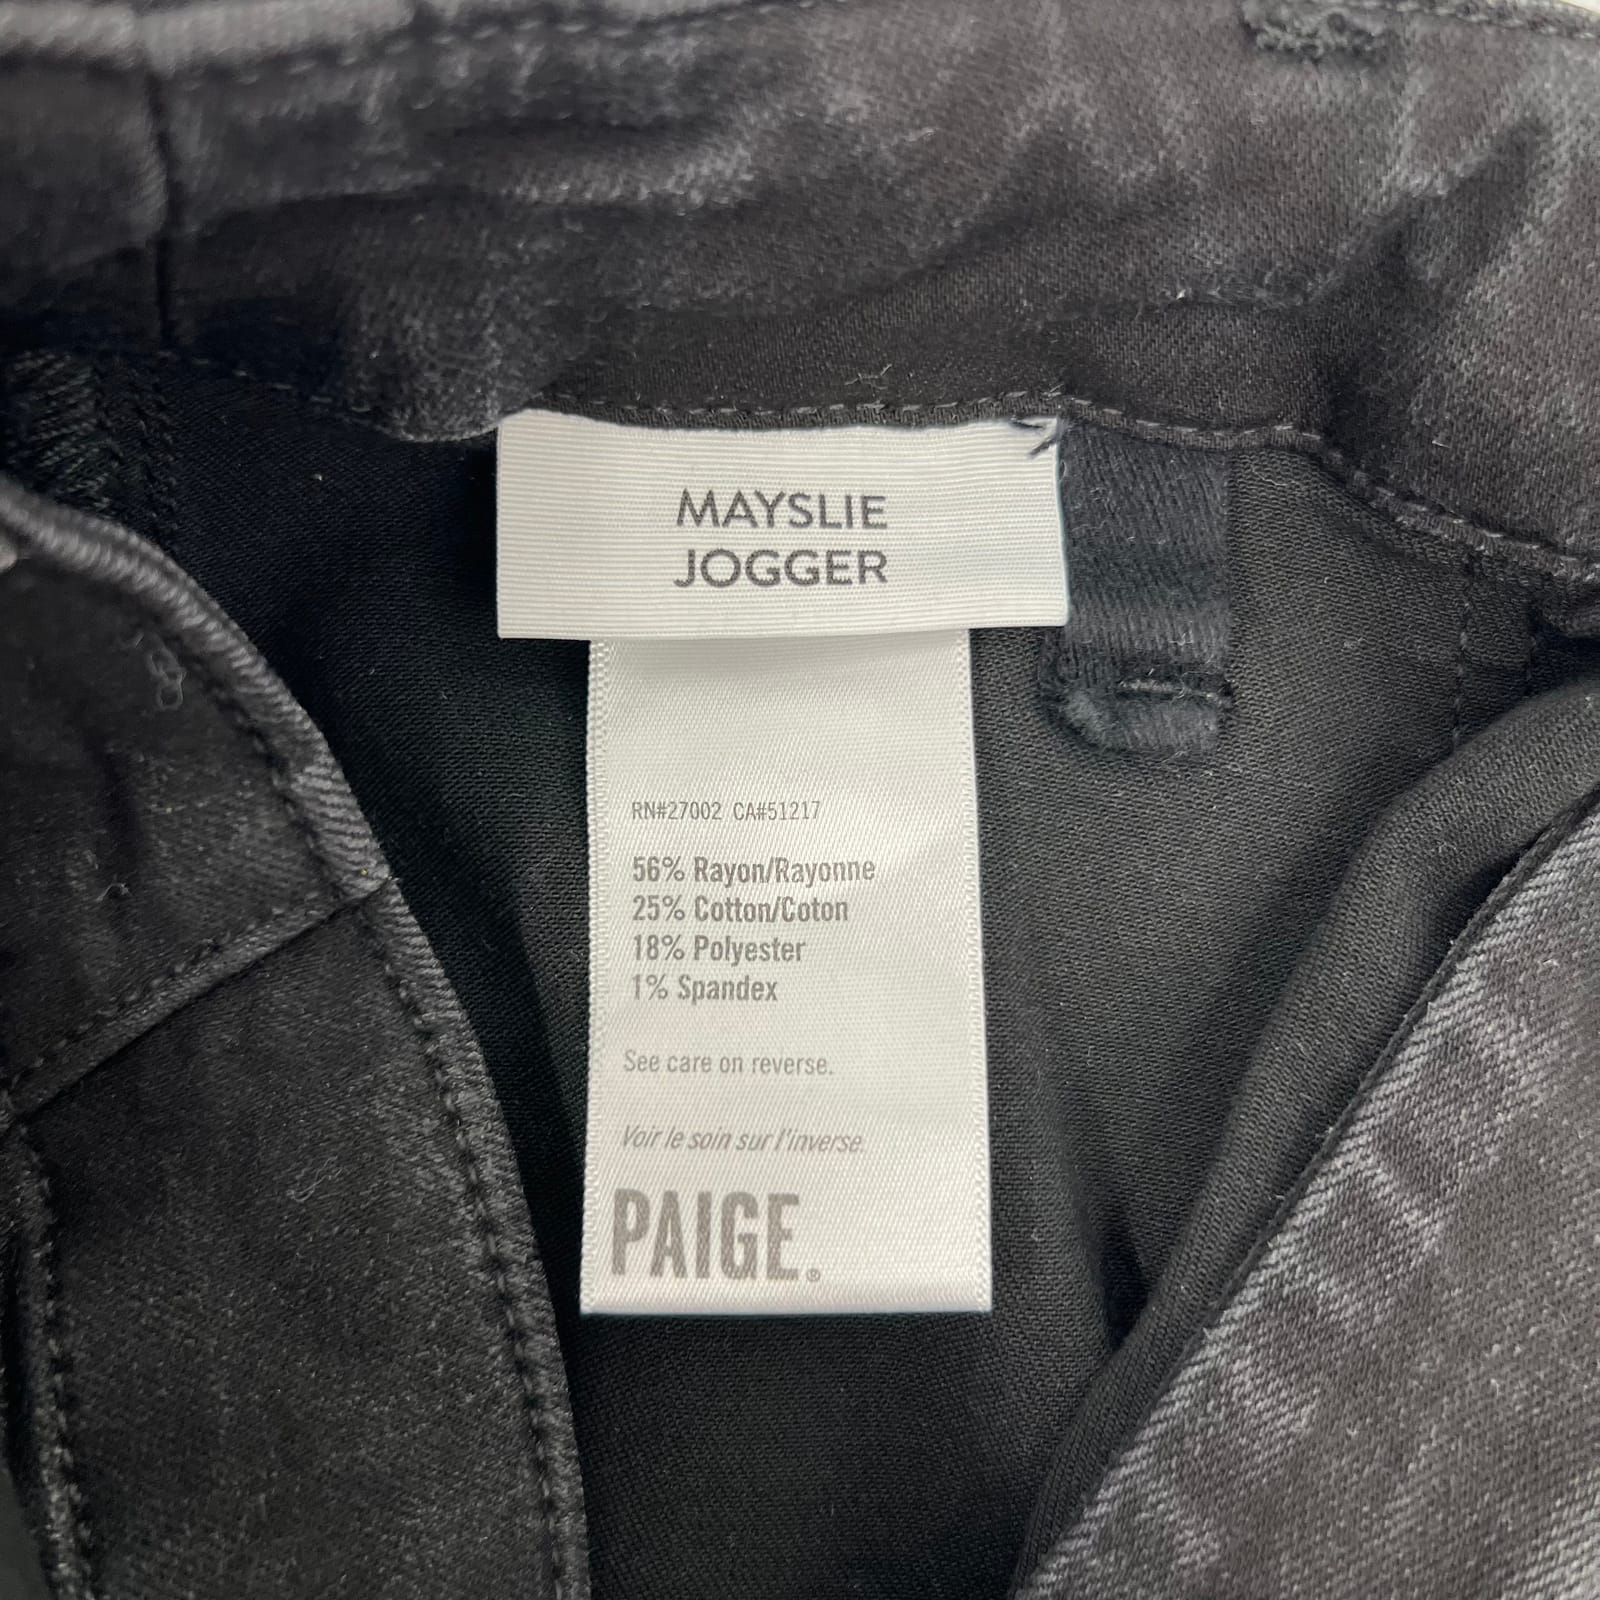 MAYSLIE
JOGGER
RN#27002 CA#51217
56% Rayon/Rayonne
25% Cotton/Coton
18% Polyester
1% Spandex
See care on reverse.
Voir le soin sur l'inverse.
PAIGE®